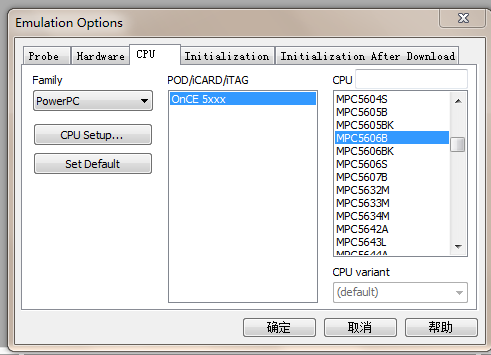 Emulation Options
Probe Hardware CPU Initialization Initialization After Download
Family
PowerPC
CPU Setup...
Set Default
POD/iCARD/iTAG
OnCE 5xxx
CPU
MPC5604S
MPC5605B
MPC5605BK
MPC5606B
MPC5606BK
MPC5606S
MPC5607B
MPC5632M
MPC5633M
MPC5634M
MPC5642A
MPC5643L
MPC5644A
CPU variant
(default)
确定 取消 帮助